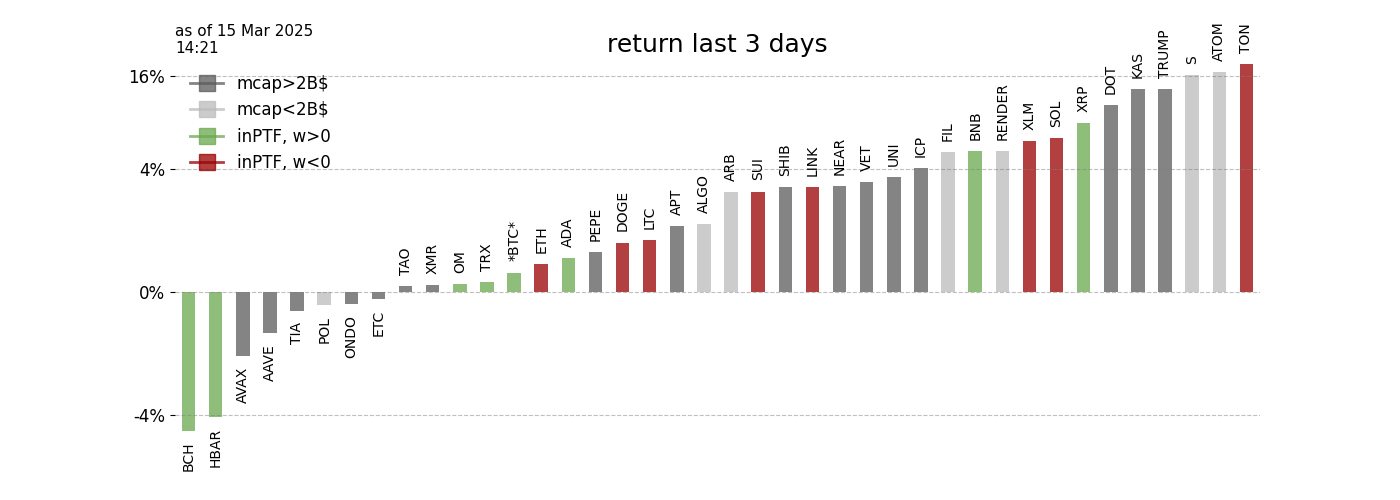 as of 15 Mar 2025
14:21
return last 3 days
16%
4%
0%
-4%
mcap>2B$
mcap<2B$
inPTF, w>0
inPTF, w<0
BCH
HBAR
AVAX
AAVE
TIA
POL
ONDO
ETC
TAO
XMR
OM
TRX
*BTC*
ETH
ADA
PEPE
DOGE
LTC
APT
ALGO
ARB
SUI
SHIB
LINK
NEAR
VET
UNI
ICP
FIL
BNB
RENDER
XLM
SOL
XRP
DOT
KAS
TRUMP
S
ATOM
TON